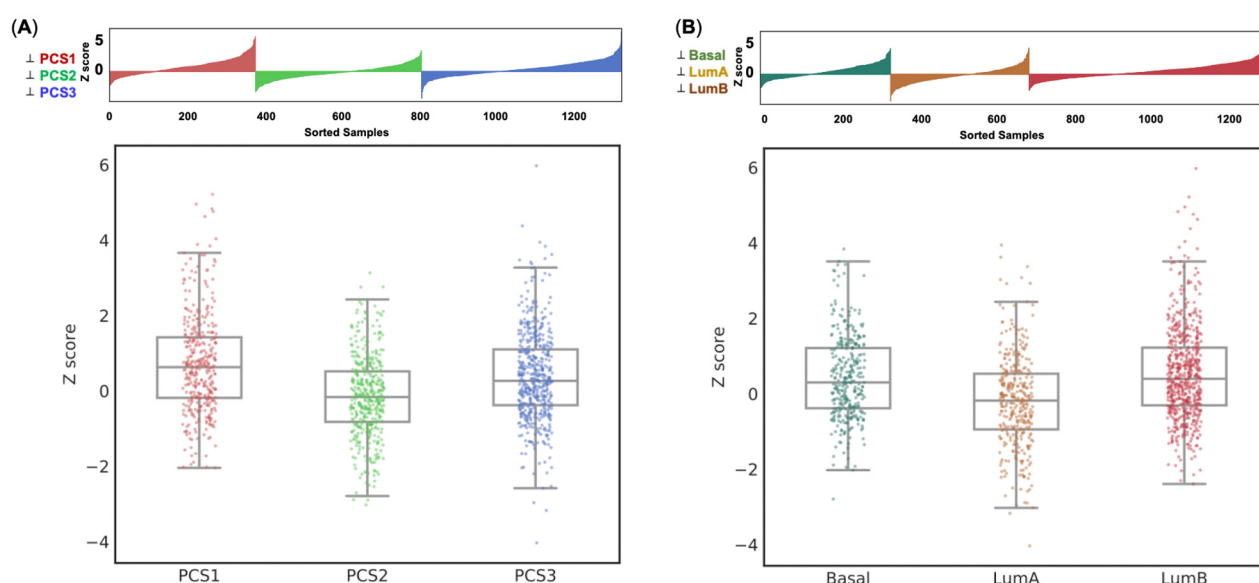 (A)
5
0
Z score
⊥ PCS1
⊥ PCS2
⊥ PCS3
0 200 400 600 800 1000 1200
Sorted Samples
6
4
2
0
−2
−4
Z score
PCS1 PCS2 PCS3
(B)
5
0
Z score
⊥ Basal
⊥ LumA
⊥ LumB
0 200 400 600 800 1000 1200
Sorted Samples
6
4
2
0
−2
−4
Z score
Basal LumA LumB